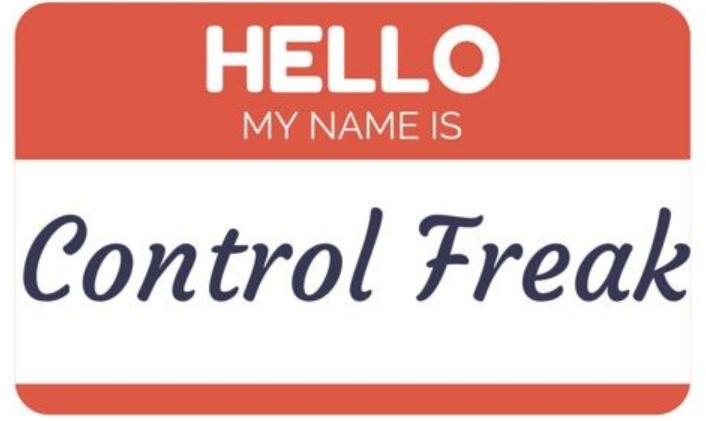 HELLO
MY NAME IS
Control Freak